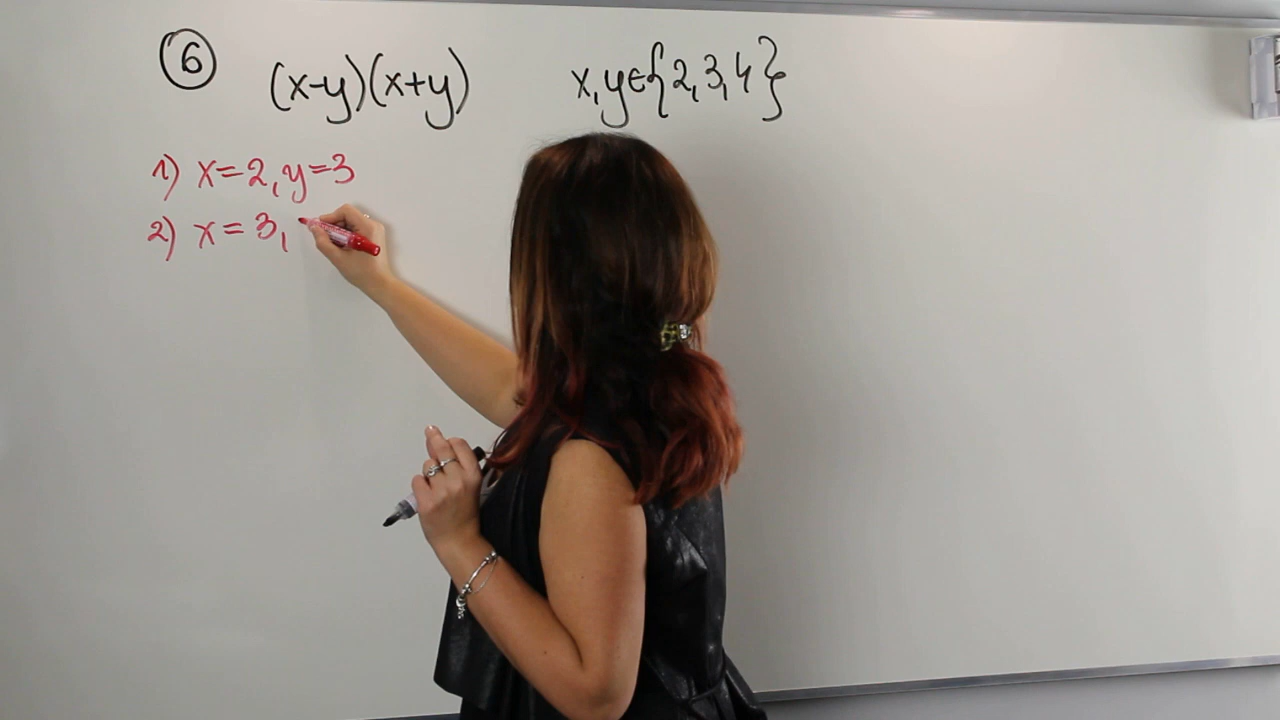 6 (x-y)(x+y) x,y∈{2,3,4}
1) x=2,y=3
2) x=3,